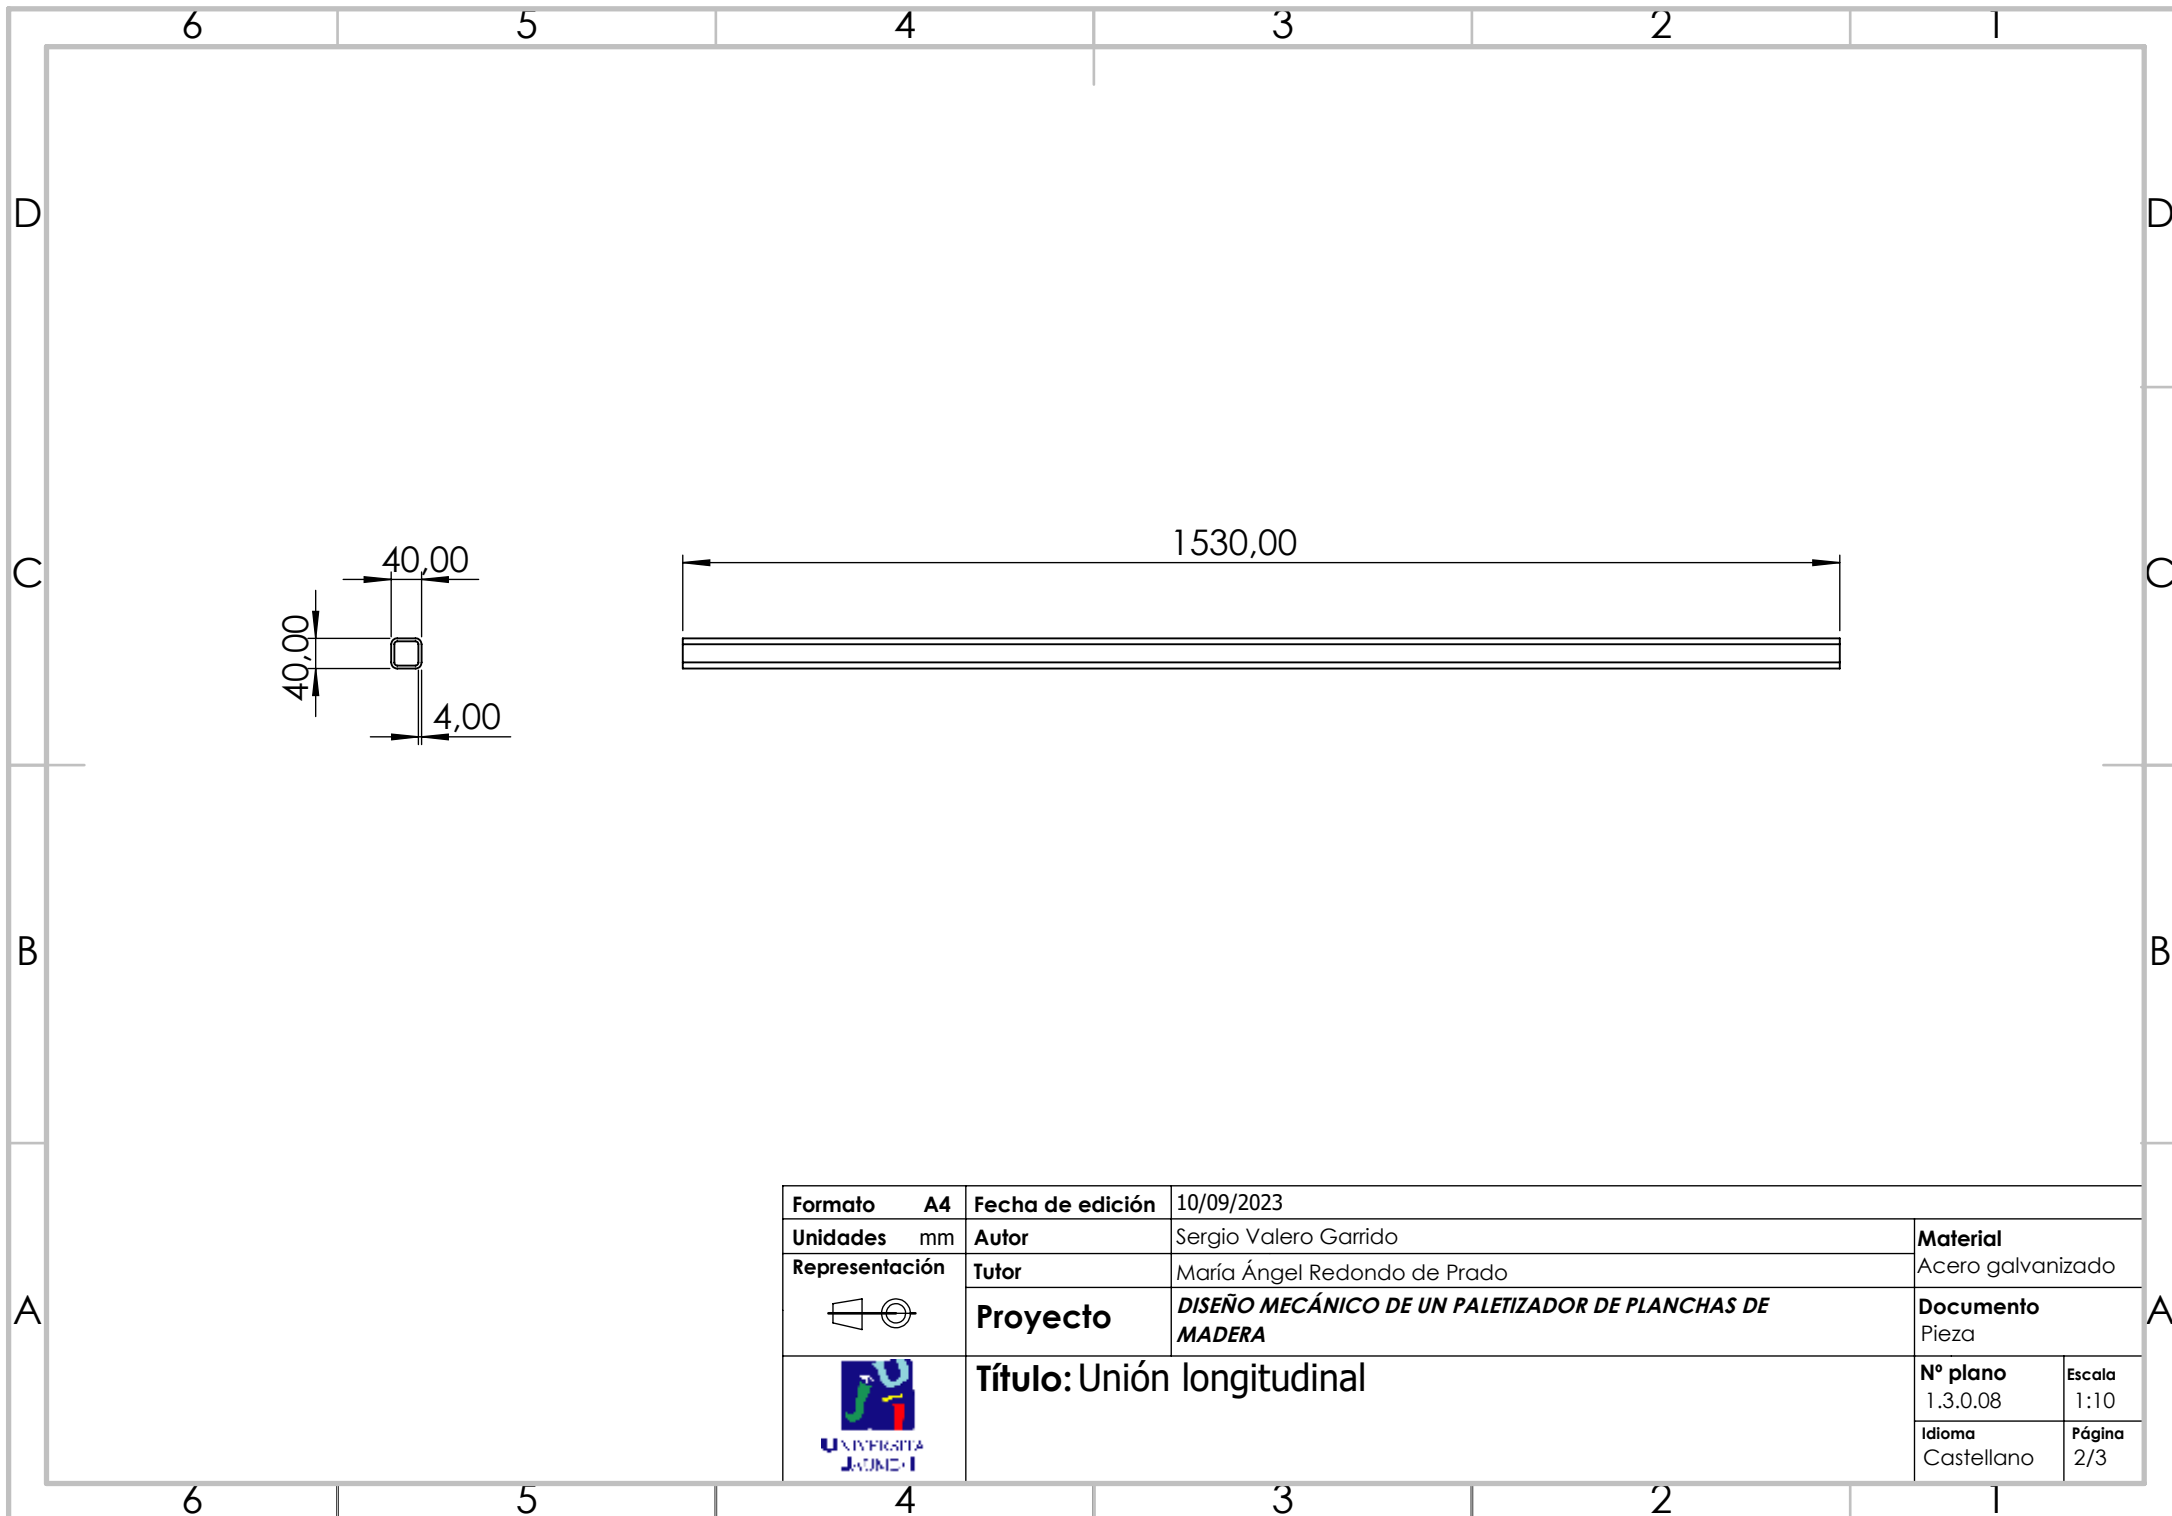 6 5 4 3 2 1
D D
40,00
1530,00
C C
40,00
4,00
B B
Formato A4 Fecha de edición 10/09/2023
Unidades mm Autor Sergio Valero Garrido
Material
Representación Tutor María Ángel Redondo de Prado
Acero galvanizado
A A
Proyecto DISEÑO MECÁNICO DE UN PALETIZADOR DE PLANCHAS DE
MADERA
Documento
Pieza
Título: Unión longitudinal
Nº plano Escala
1.3.0.08 1:10
Idioma Página
Castellano 2/3
UNIVERSITA
JAUME·I
6 5 4 3 2 1